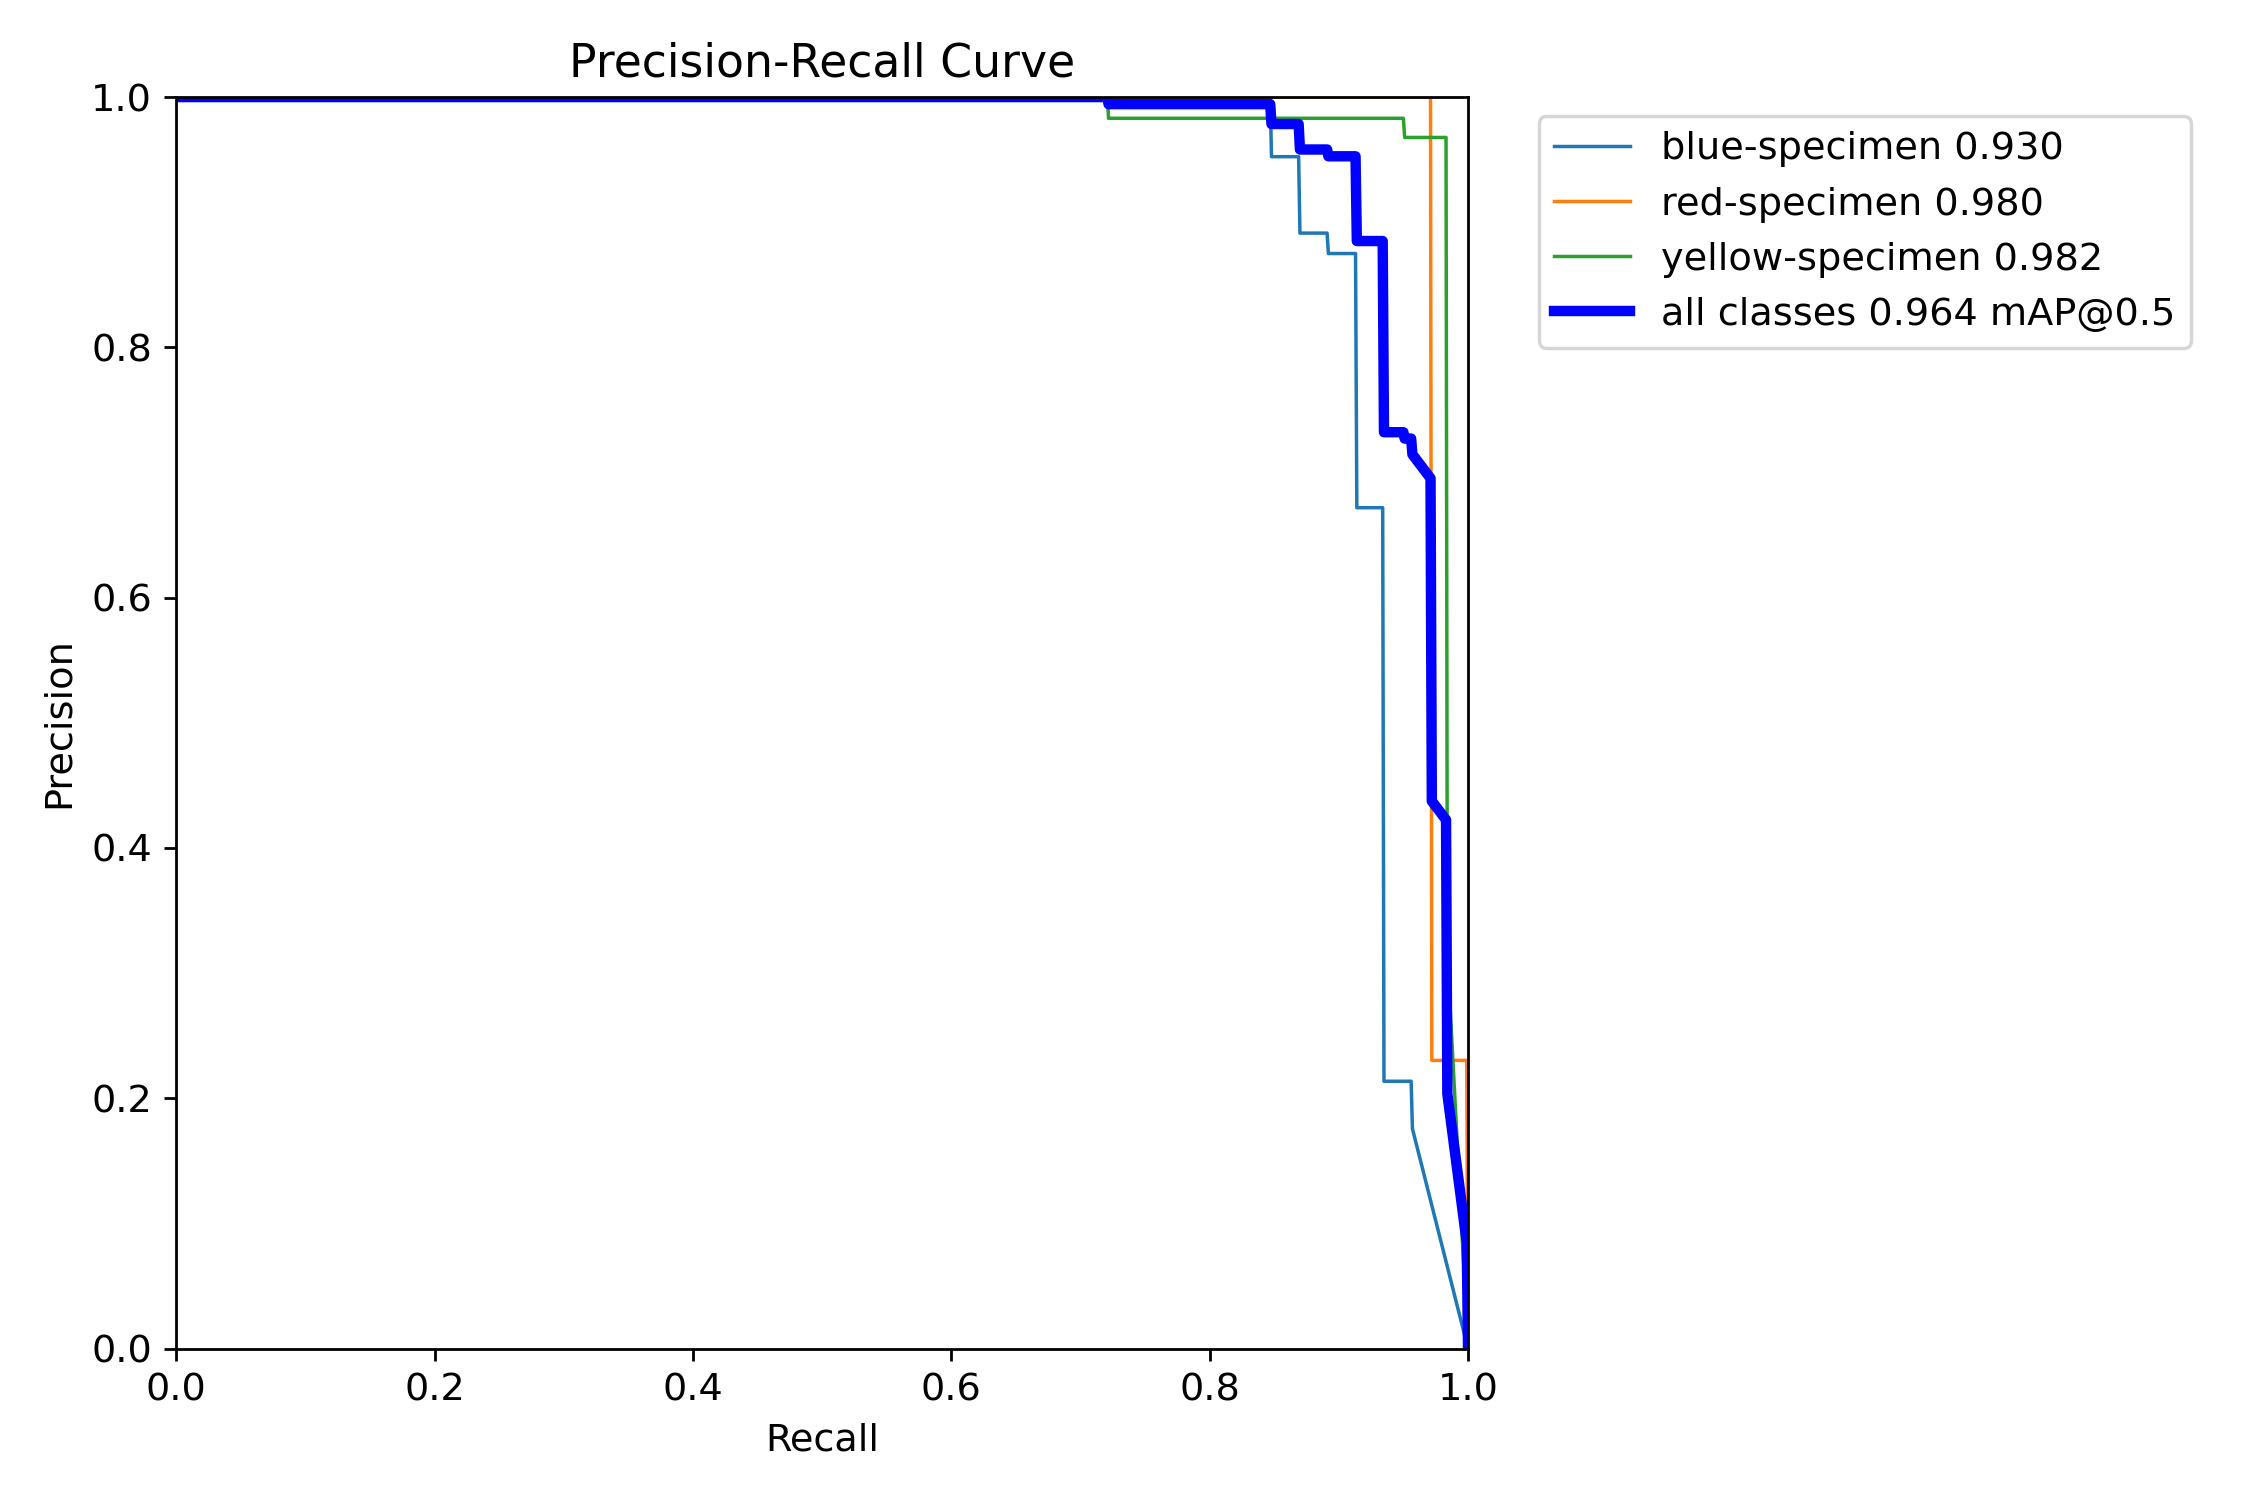 Precision-Recall Curve
1.0
0.8
0.6
0.4
0.2
0.0
Precision
0.0 0.2 0.4 0.6 0.8 1.0
Recall
blue-specimen 0.930
red-specimen 0.980
yellow-specimen 0.982
all classes 0.964 mAP@0.5